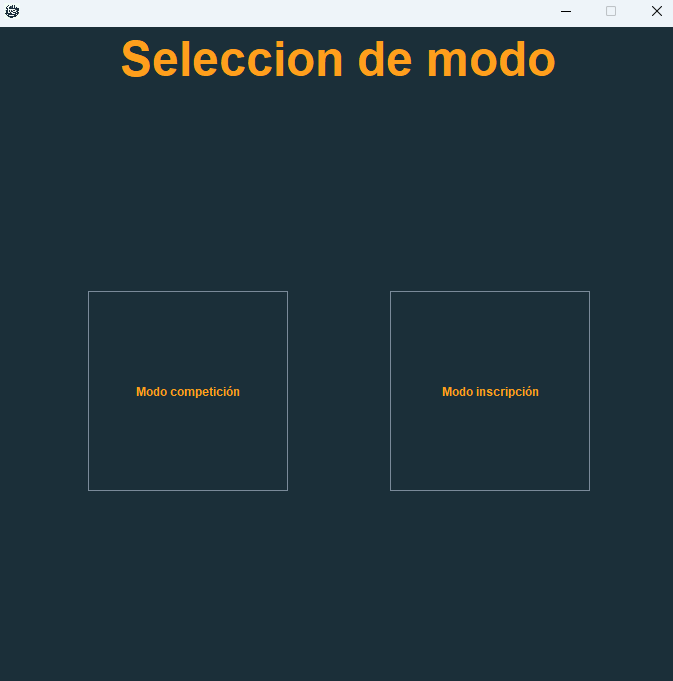 Seleccion de modo
Modo competición
Modo inscripción